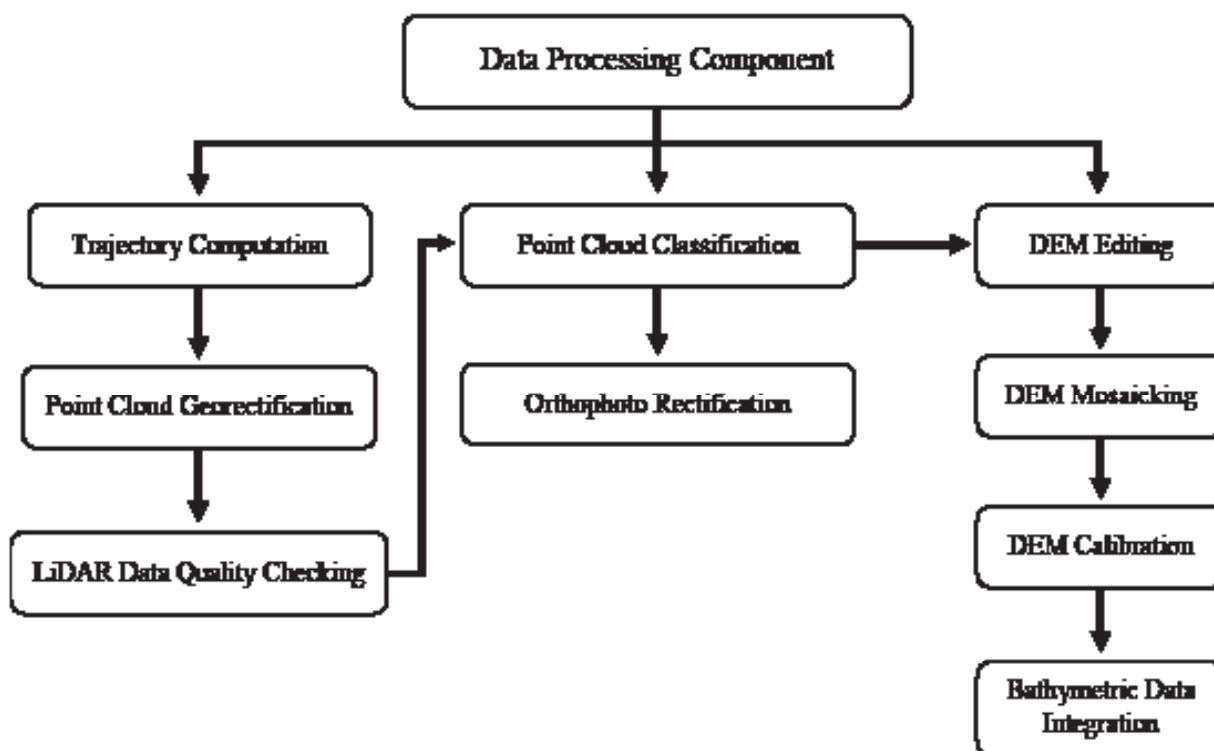 Data Processing Component
Trajectory Computation
Point Cloud Classification
DEM Editing
Point Cloud Georectification
Orthophoto Rectification
DEM Mosaicking
LiDAR Data Quality Checking
DEM Calibration
Bathymetric Data
Integration